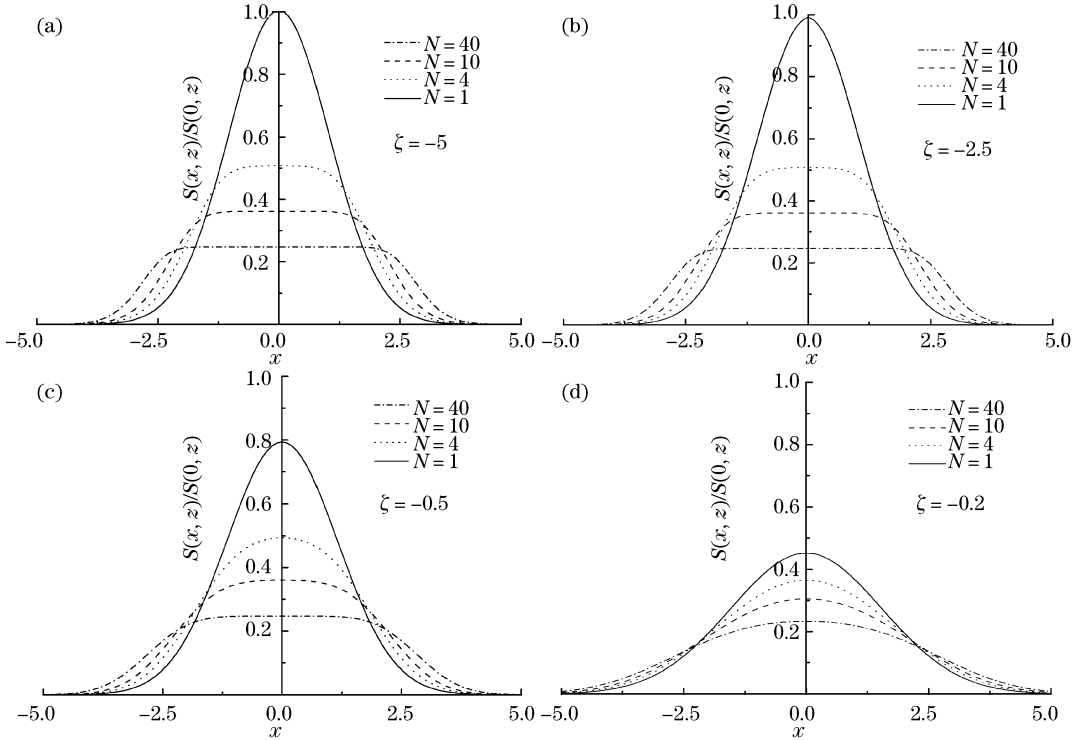 (a)
1.0
0.8
0.6
0.4
0.2
S(x, z)/S(0, z)
N = 40
N = 10
N = 4
N = 1
ζ = −5
−5.0 −2.5 0.0 2.5 5.0
x
(b)
1.0
0.8
0.6
0.4
0.2
S(x, z)/S(0, z)
N = 40
N = 10
N = 4
N = 1
ζ = −2.5
−5.0 −2.5 0.0 2.5 5.0
x
(c)
1.0
0.8
0.6
0.4
0.2
S(x, z)/S(0, z)
N = 40
N = 10
N = 4
N = 1
ζ = −0.5
−5.0 −2.5 0.0 2.5 5.0
x
(d)
1.0
0.8
0.6
0.4
0.2
S(x, z)/S(0, z)
N = 40
N = 10
N = 4
N = 1
ζ = −0.2
−5.0 −2.5 0.0 2.5 5.0
x